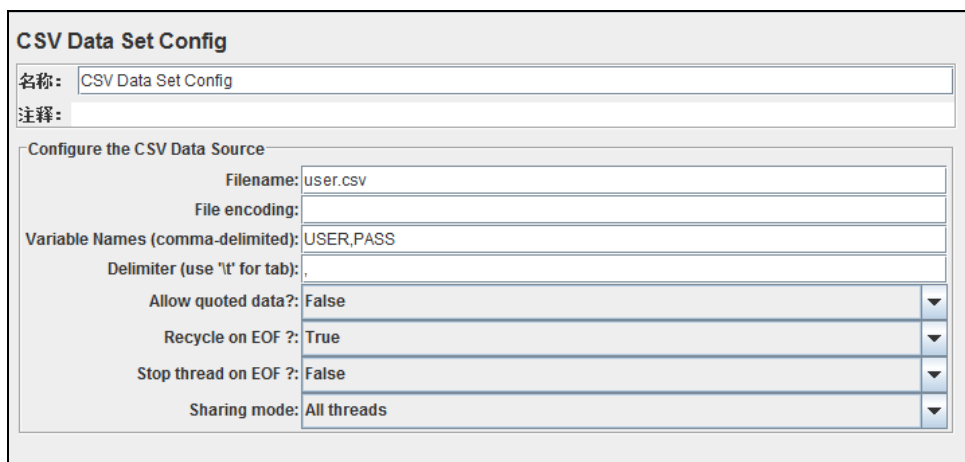 CSV Data Set Config
名称: CSV Data Set Config
注释:
Configure the CSV Data Source
Filename: user.csv
File encoding:
Variable Names (comma-delimited): USER,PASS
Delimiter (use '\t' for tab): ,
Allow quoted data?: False
Recycle on EOF ?: True
Stop thread on EOF ?: False
Sharing mode: All threads